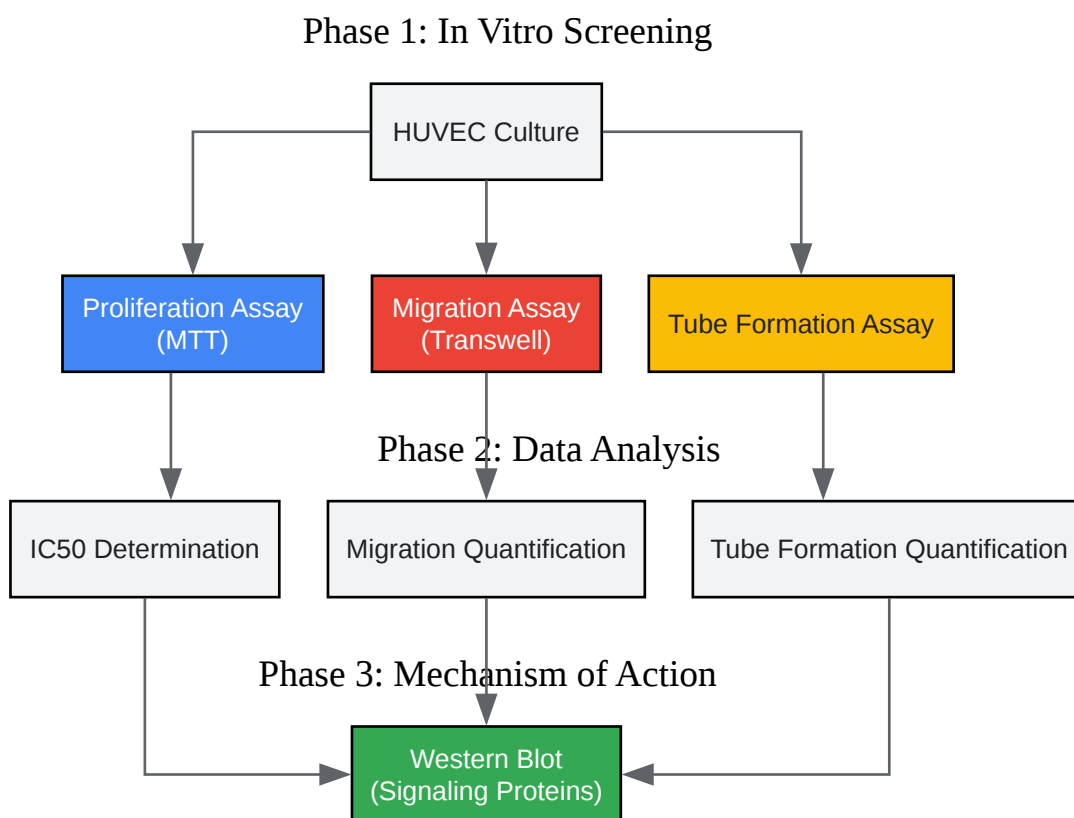 Phase 1: In Vitro Screening
HUVEC Culture
Proliferation Assay
(MTT)
Migration Assay
(Transwell)
Tube Formation Assay
Phase 2: Data Analysis
IC50 Determination
Migration Quantification
Tube Formation Quantification
Phase 3: Mechanism of Action
Western Blot
(Signaling Proteins)